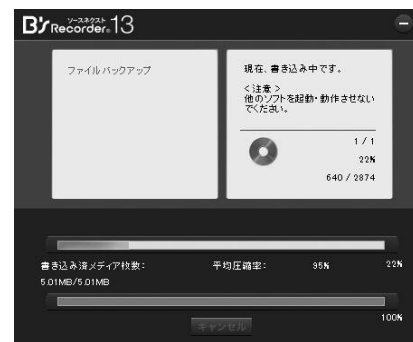 B's Recorder 13
ソースネクスト
ファイルバックアップ
現在、書き込み中です。
<注意>
他のソフトを起動・動作させない
でください。
1 / 1
22%
640 / 2874
書き込み済メディア枚数: 平均圧縮率: 95% 22%
5.01MB/5.01MB
100%
キャンセル